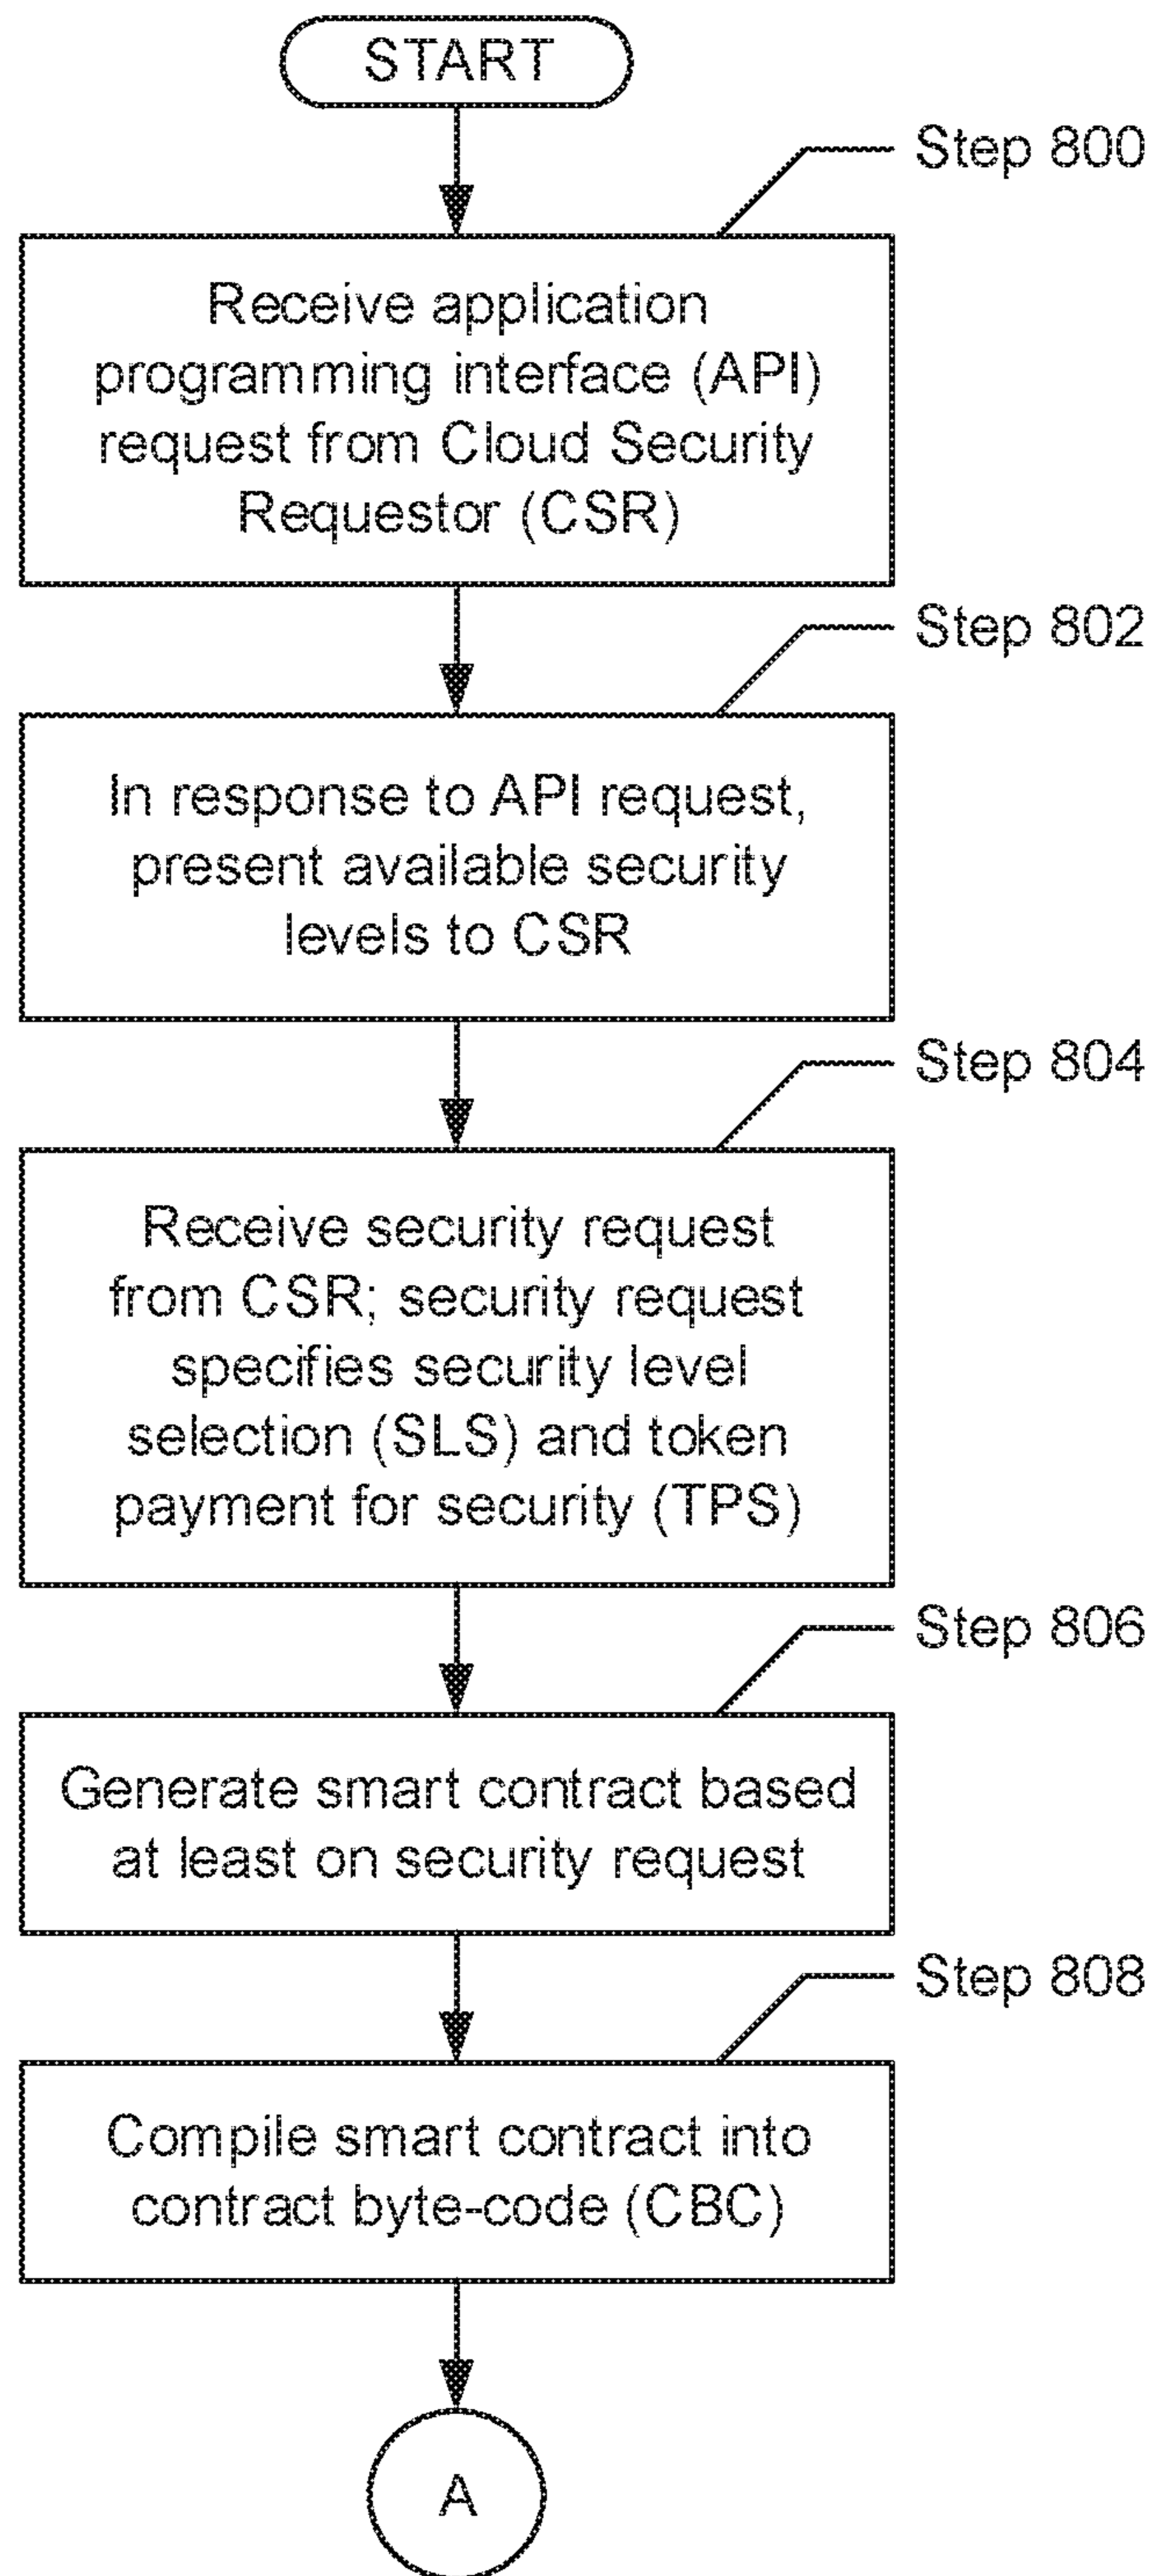 START
Step 800
Receive application
programming interface (API)
request from Cloud Security
Requestor (CSR)
Step 802
In response to API request,
present available security
levels to CSR
Step 804
Receive security request
from CSR; security request
specifies security level
selection (SLS) and token
payment for security (TPS)
Step 806
Generate smart contract based
at least on security request
Step 808
Compile smart contract into
contract byte-code (CBC)
A